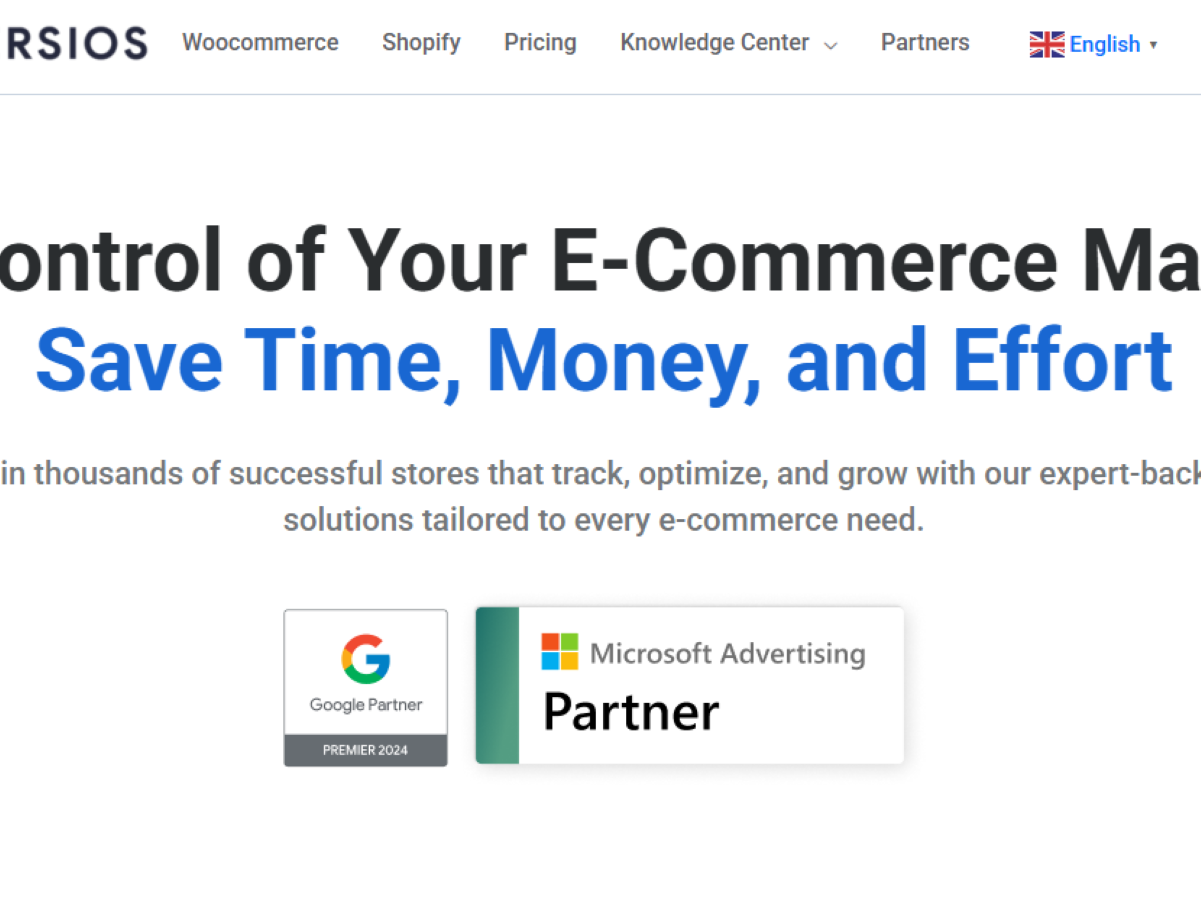 RSIOS Woocommerce Shopify Pricing Knowledge Center Partners English
ontrol of Your E-Commerce Ma
Save Time, Money, and Effort
in thousands of successful stores that track, optimize, and grow with our expert-back
solutions tailored to every e-commerce need.
Google Partner
PREMIER 2024
Microsoft Advertising
Partner